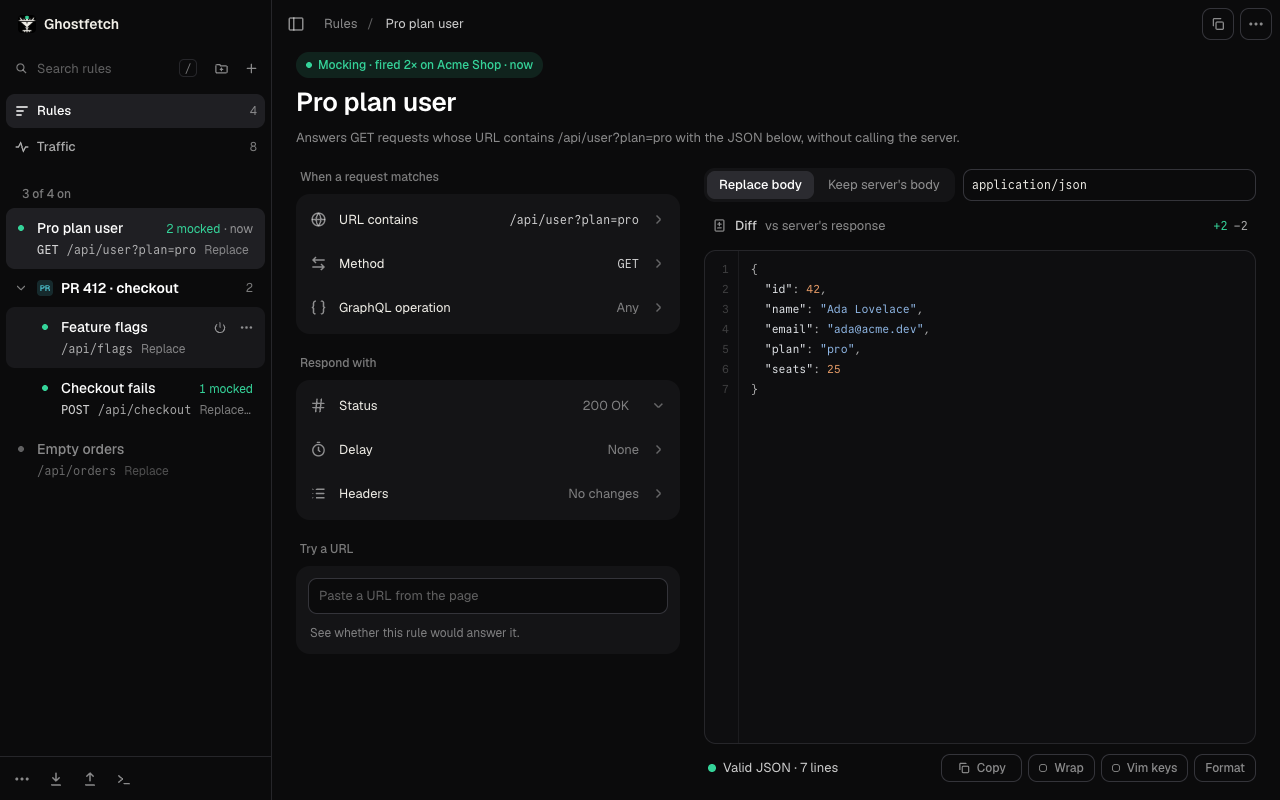 Ghostfetch
Search rules /
Rules 4
Traffic 8
3 of 4 on
Pro plan user 2 mocked · now
GET /api/user?plan=pro Replace
PR PR 412 · checkout 2
Feature flags
/api/flags Replace
Checkout fails 1 mocked
POST /api/checkout Replace…
Empty orders
/api/orders Replace
Rules / Pro plan user
Mocking · fired 2× on Acme Shop · now
Pro plan user
Answers GET requests whose URL contains /api/user?plan=pro with the JSON below, without calling the server.
When a request matches
URL contains /api/user?plan=pro
Method GET
GraphQL operation Any
Respond with
Status 200 OK
Delay None
Headers No changes
Try a URL
Paste a URL from the page
See whether this rule would answer it.
Replace body Keep server's body application/json
Diff vs server's response +2 −2
1 {
2 "id": 42,
3 "name": "Ada Lovelace",
4 "email": "ada@acme.dev",
5 "plan": "pro",
6 "seats": 25
7 }
Valid JSON · 7 lines Copy Wrap Vim keys Format